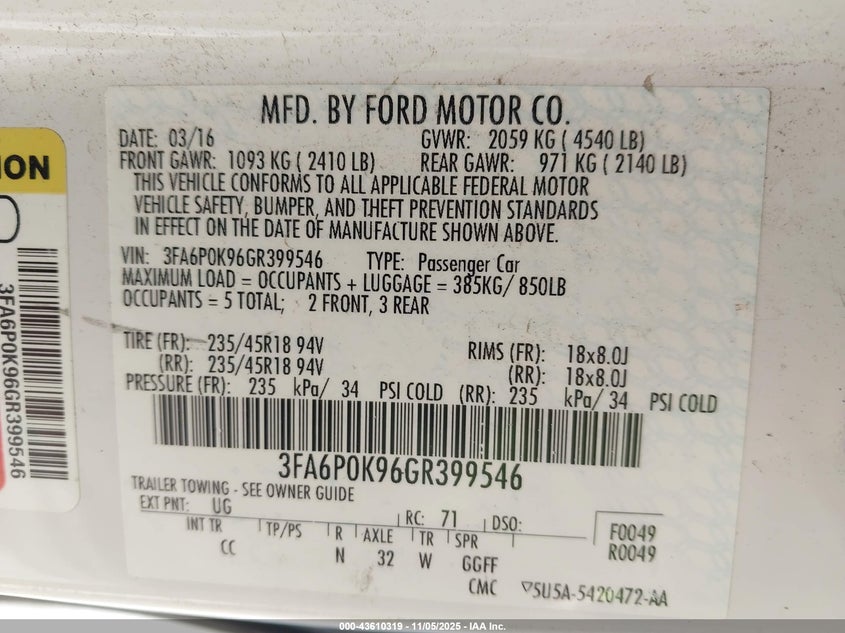 MFD. BY FORD MOTOR CO.
DATE: 03/16 GVWR: 2059 KG ( 4540 LB)
FRONT GAWR: 1093 KG ( 2410 LB) REAR GAWR: 971 KG ( 2140 LB)
THIS VEHICLE CONFORMS TO ALL APPLICABLE FEDERAL MOTOR
VEHICLE SAFETY, BUMPER, AND THEFT PREVENTION STANDARDS
IN EFFECT ON THE DATE OF MANUFACTURE SHOWN ABOVE.
VIN: 3FA6P0K96GR399546 TYPE: Passenger Car
MAXIMUM LOAD = OCCUPANTS + LUGGAGE = 385KG/ 850LB
OCCUPANTS = 5 TOTAL; 2 FRONT, 3 REAR
TIRE (FR): 235/45R18 94V RIMS (FR): 18x8.0J
(RR): 235/45R18 94V (RR): 18x8.0J
PRESSURE (FR): 235 kPa/ 34 PSI COLD (RR): 235 kPa/ 34 PSI COLD
3FA6P0K96GR399546
TRAILER TOWING - SEE OWNER GUIDE
EXT PNT: UG RC: 71 DSO: F0049
INT TR TP/PS R AXLE TR SPR R0049
CC N 32 W GGFF
CMC ▽5U5A-5420472-AA
ION
3FA6P0K96GR399546
000-43610319 - 11/05/2025 - IAA Inc.